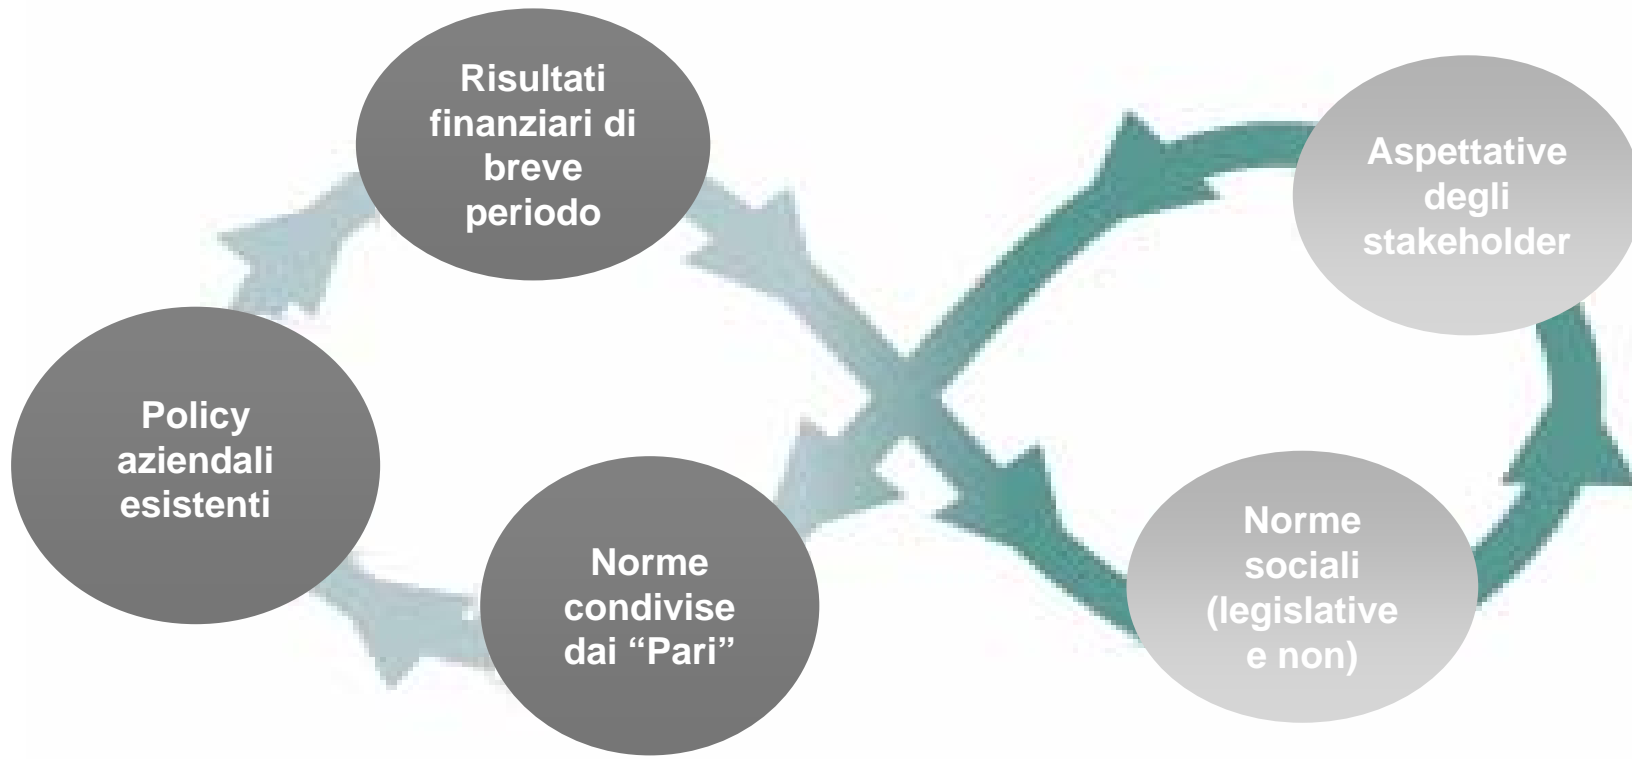 Risultati
finanziari di
breve
periodo
Aspettative
degli
stakeholder
Policy
aziendali
esistenti
Norme
condivise
dai “Pari”
Norme
sociali
(legislative
e non)